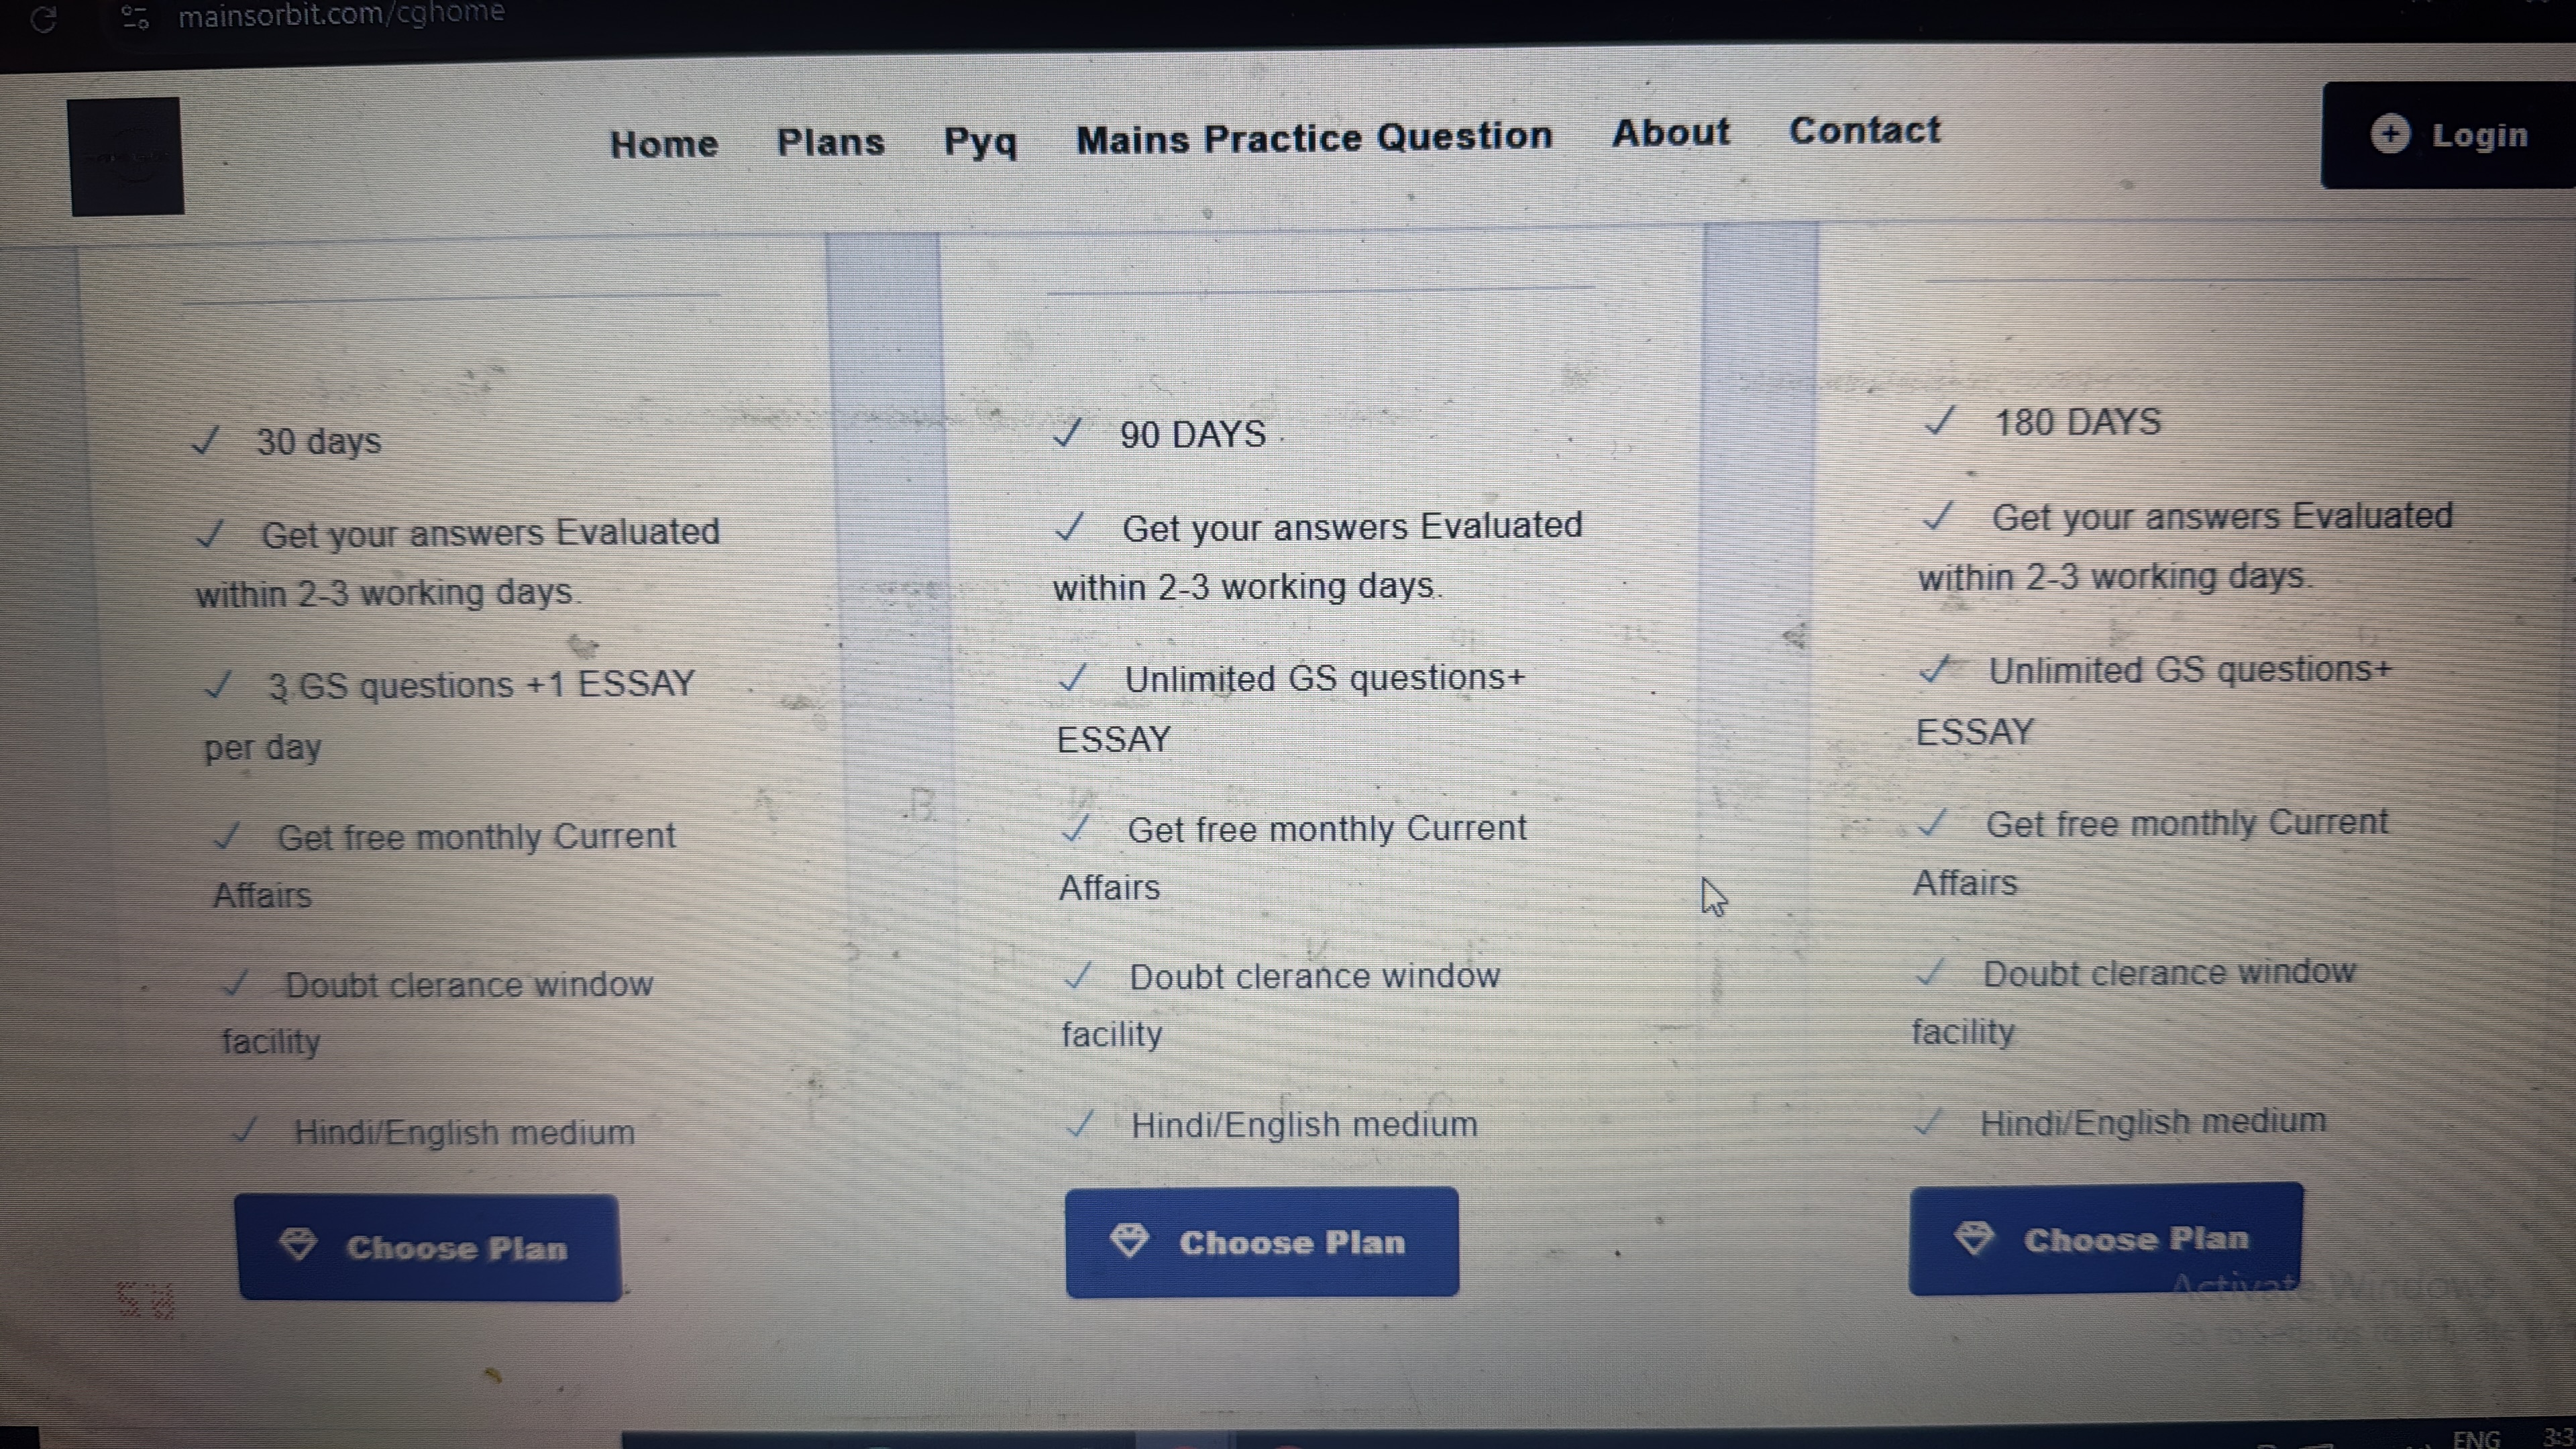 mainsorbit.com/cghome
Home Plans Pyq Mains Practice Question About Contact
Login
30 days
Get your answers Evaluated
within 2-3 working days.
3 GS questions +1 ESSAY
per day
Get free monthly Current
Affairs
Doubt clerance window
facility
Hindi/English medium
Choose Plan
90 DAYS
Get your answers Evaluated
within 2-3 working days.
Unlimited GS questions+
ESSAY
Get free monthly Current
Affairs
Doubt clerance window
facility
Hindi/English medium
Choose Plan
180 DAYS
Get your answers Evaluated
within 2-3 working days.
Unlimited GS questions+
ESSAY
Get free monthly Current
Affairs
Doubt clerance window
facility
Hindi/English medium
Choose Plan
Activate Windows
Go to Settings to activate
ENG